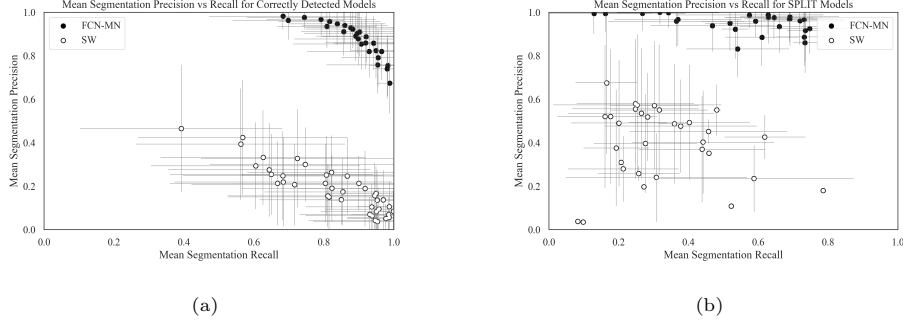 Mean Segmentation Precision vs Recall for Correctly Detected Models
1.0
0.8
0.6
0.4
0.2
0.0
Mean Segmentation Precision
FCN-MN
SW
0.0 0.2 0.4 0.6 0.8 1.0
Mean Segmentation Recall
(a)
Mean Segmentation Precision vs Recall for SPLIT Models
1.0
0.8
0.6
0.4
0.2
0.0
Mean Segmentation Precision
FCN-MN
SW
0.0 0.2 0.4 0.6 0.8 1.0
Mean Segmentation Recall
(b)